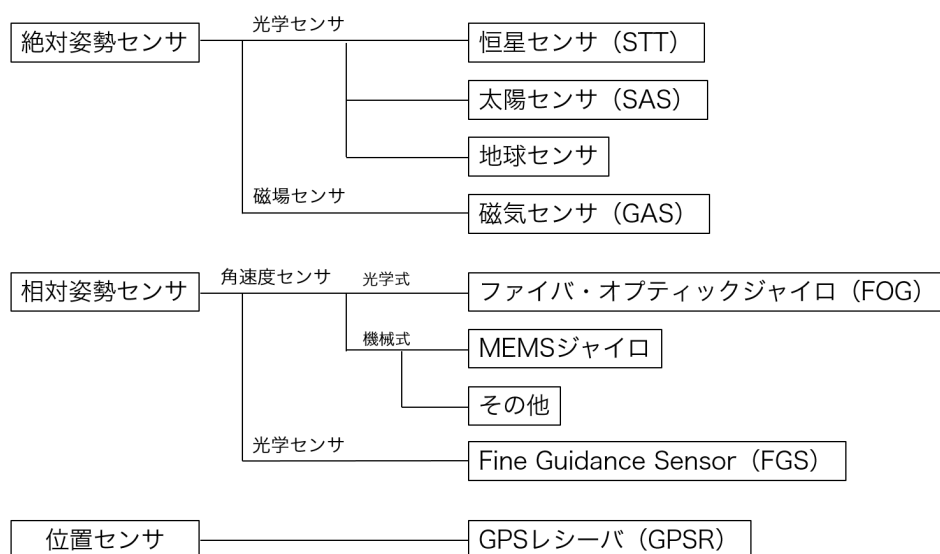 光学センサ
絶対姿勢センサ
恒星センサ（STT）
太陽センサ（SAS）
地球センサ
磁場センサ
磁気センサ（GAS）
相対姿勢センサ
角速度センサ
光学式
ファイバ・オプティックジャイロ（FOG）
機械式
MEMSジャイロ
その他
光学センサ
Fine Guidance Sensor（FGS）
位置センサ
GPSレシーバ（GPSR）